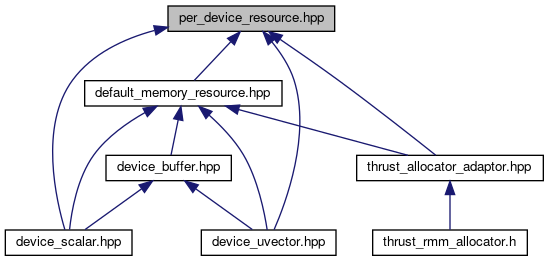 per_device_resource.hpp
default_memory_resource.hpp
device_buffer.hpp
thrust_allocator_adaptor.hpp
device_scalar.hpp
device_uvector.hpp
thrust_rmm_allocator.h